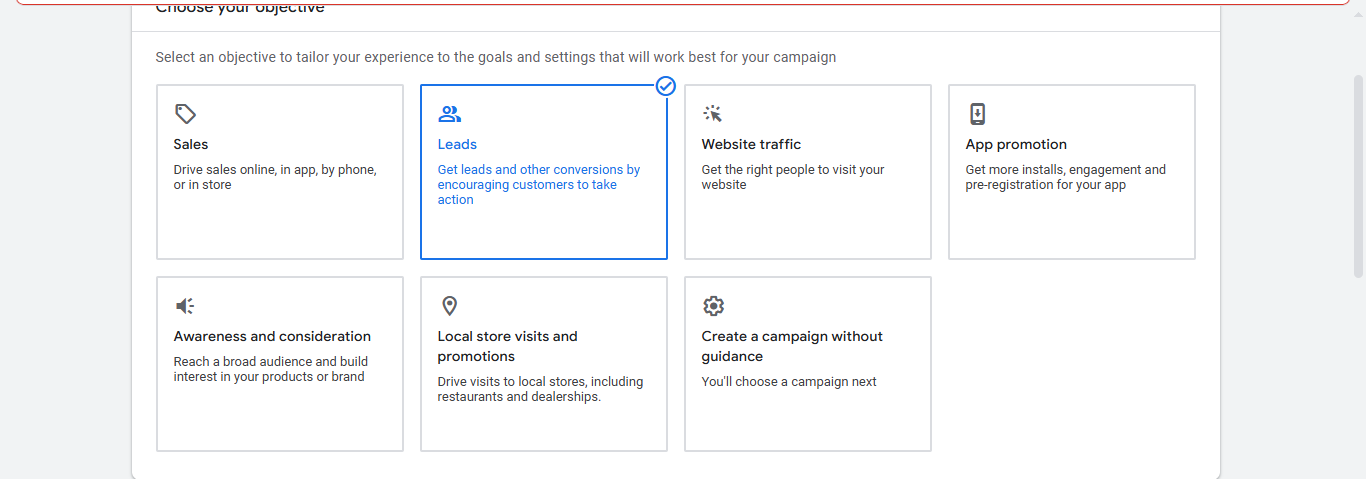 Choose your objective
Select an objective to tailor your experience to the goals and settings that will work best for your campaign
Sales
Drive sales online, in app, by phone,
or in store
Leads
Get leads and other conversions by
encouraging customers to take
action
Website traffic
Get the right people to visit your
website
App promotion
Get more installs, engagement and
pre-registration for your app
Awareness and consideration
Reach a broad audience and build
interest in your products or brand
Local store visits and
promotions
Drive visits to local stores, including
restaurants and dealerships.
Create a campaign without
guidance
You'll choose a campaign next